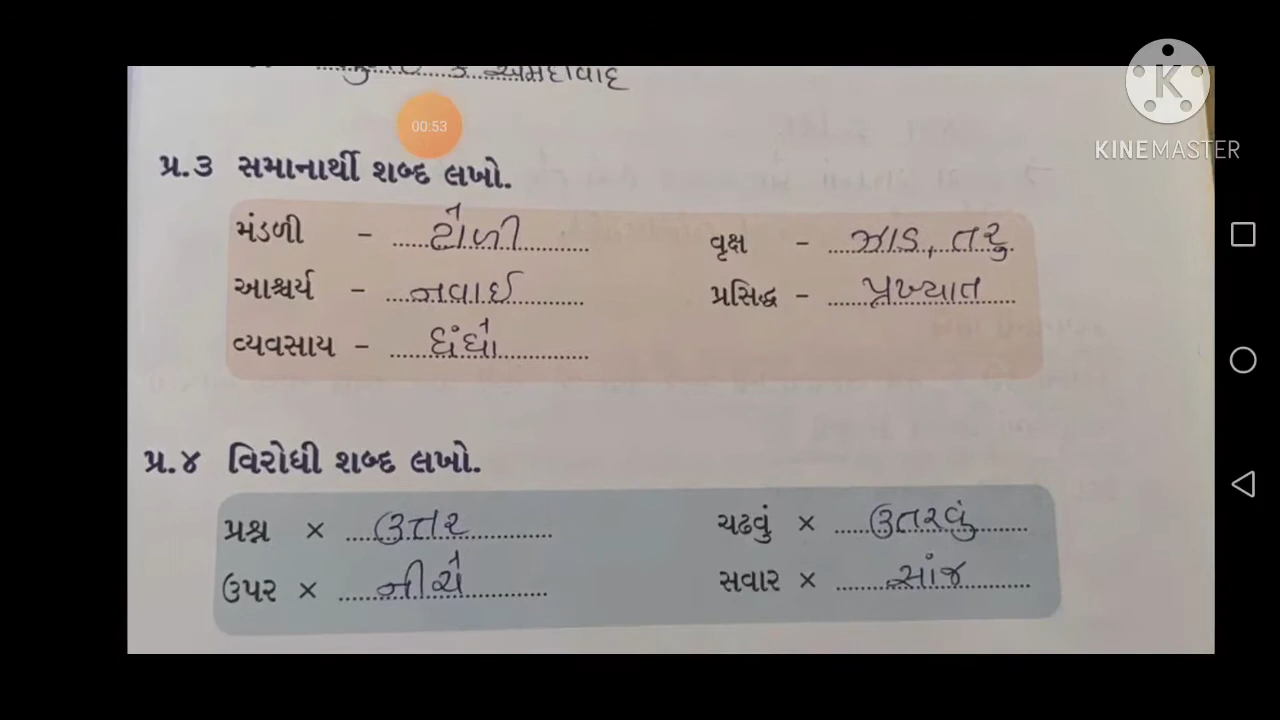 અમદાવાદ
00:53
KINEMASTER
પ્ર.૩ સમાનાર્થી શબ્દ લખો.
મંડળી - ટોળી વૃક્ષ - ઝાડ, તરુ
આશ્ચર્ય - નવાઈ પ્રસિદ્ધ - પ્રખ્યાત
વ્યવસાય - ધંધો
પ્ર.૪ વિરોધી શબ્દ લખો.
પ્રશ્ન × ઉત્તર ચઢવું × ઉતરવું
ઉપર × નીચે સવાર × સાંજ